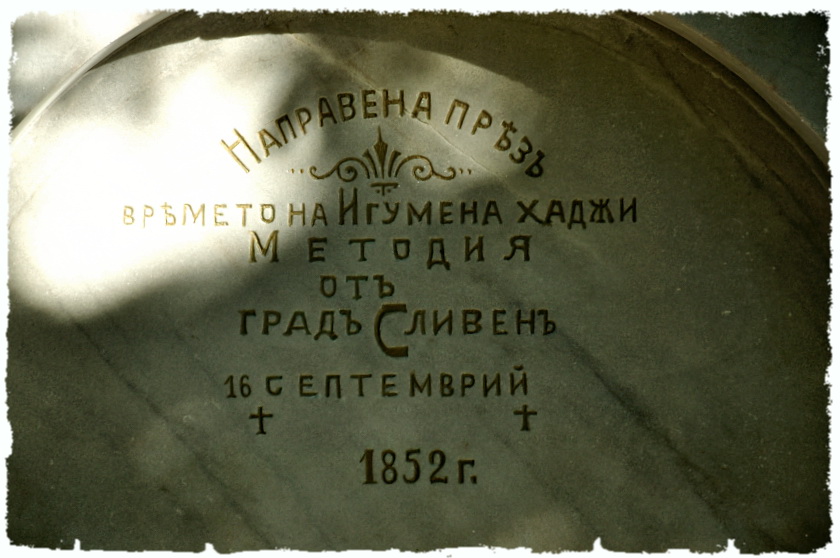 Направена прѣзъ
врѣмето на Игумена хаджи
Методия
отъ
градъ Сливенъ
16 септемврий
1852 г.